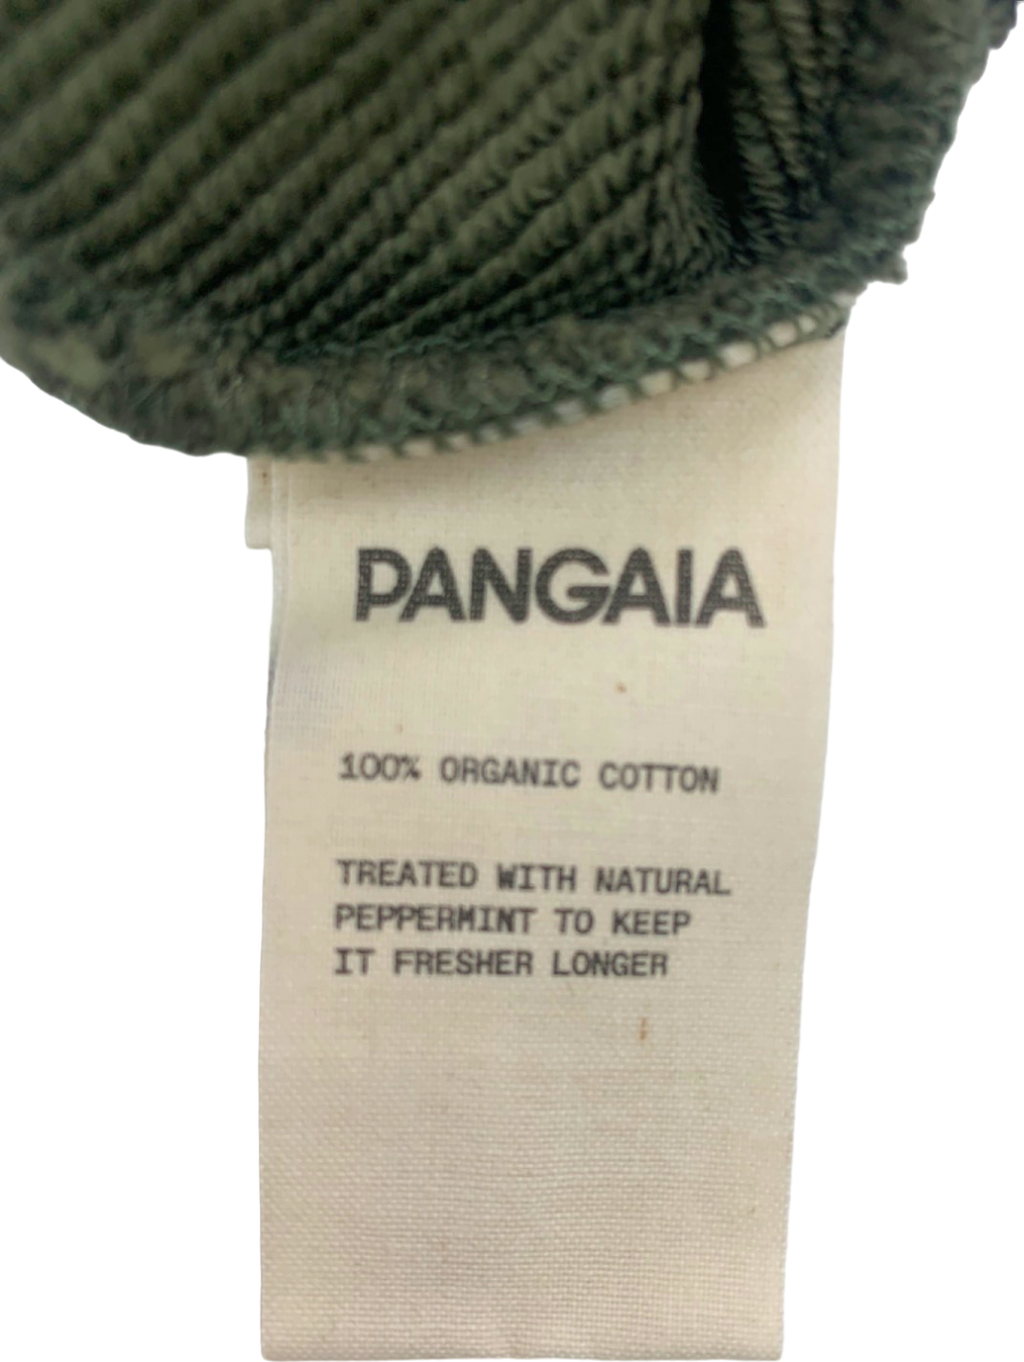 PANGAIA
100% ORGANIC COTTON
TREATED WITH NATURAL
PEPPERMINT TO KEEP
IT FRESHER LONGER